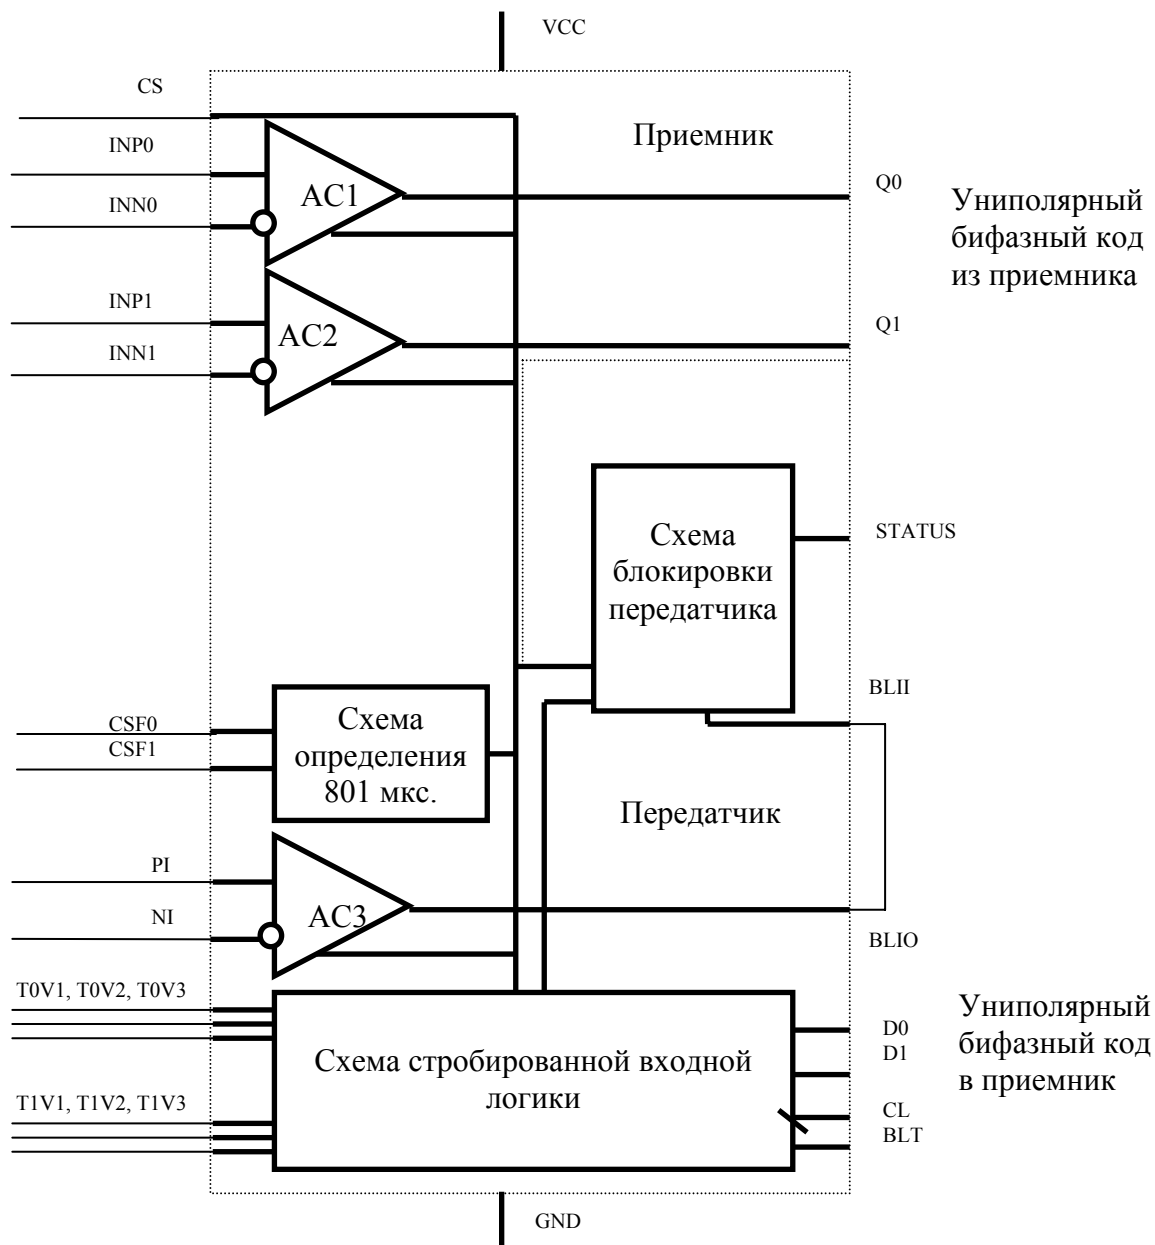 VCC
CS
INP0
INN0
AC1
Приемник
Q0
Униполярный
бифазный код
из приемника
INP1
INN1
AC2
Q1
Схема
блокировки
передатчика
STATUS
BLII
CSF0
CSF1
Схема
определения
801 мкс.
Передатчик
PI
NI
AC3
BLIO
T0V1, T0V2, T0V3
T1V1, T1V2, T1V3
Схема стробированной входной
логики
D0
D1
CL
BLT
Униполярный
бифазный код
в приемник
GND